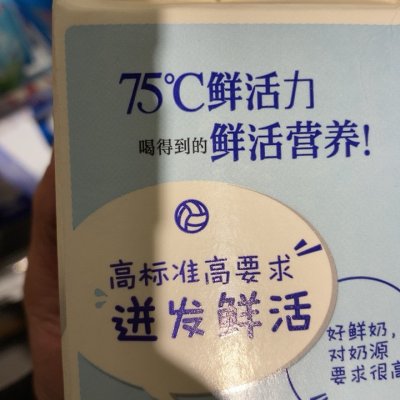 75℃鲜活力
喝得到的鲜活营养!
高标准高要求
迸发鲜活
好鲜奶,
对奶源
要求很高